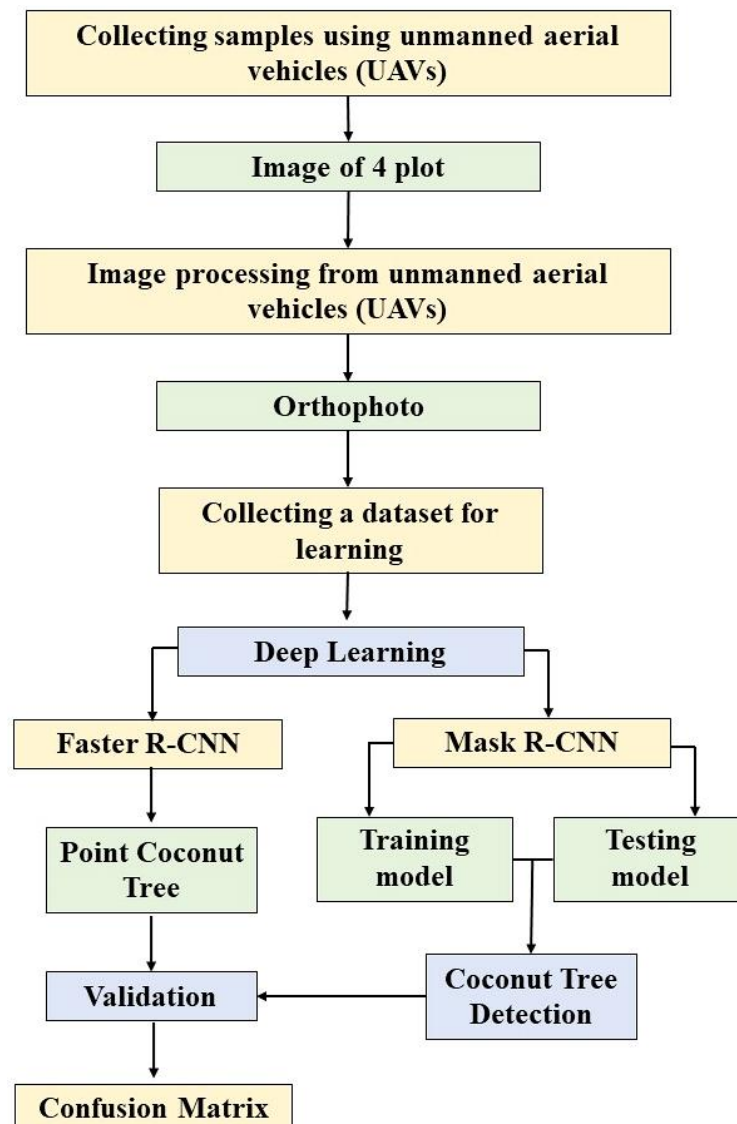 Collecting samples using unmanned aerial
vehicles (UAVs)
Image of 4 plot
Image processing from unmanned aerial
vehicles (UAVs)
Orthophoto
Collecting a dataset for
learning
Deep Learning
Faster R-CNN
Mask R-CNN
Point Coconut
Tree
Training
model
Testing
model
Validation
Coconut Tree
Detection
Confusion Matrix